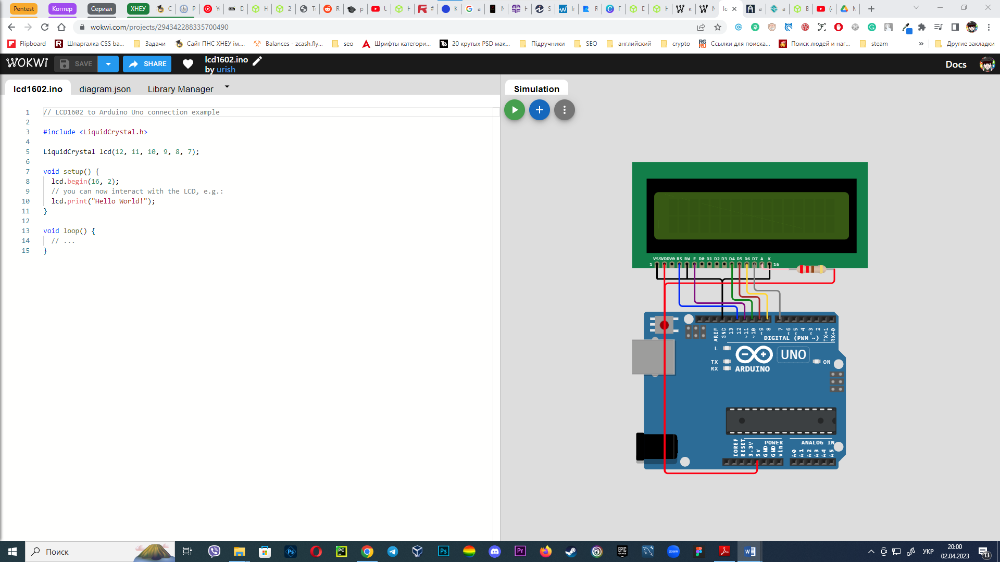 Pentest
Коптер
Сериал
ХНЕУ
wokwi.com/projects/294342288335700490
Flipboard
Шпаргалка CSS ba...
Задачи
Сайт ПНС ХНЕУ ім....
Balances - zcash.fly...
seo
Шрифты категори...
20 крутых PSD мак...
Підручники
SEO
английский
crypto
Ссылки для поиска...
Поиск людей и наг...
steam
»
Другие закладки
WOKWI
SAVE
SHARE
lcd1602.ino
by urish
Docs
lcd1602.ino
diagram.json
Library Manager
Simulation
1 // LCD1602 to Arduino Uno connection example
2
3 #include <LiquidCrystal.h>
4
5 LiquidCrystal lcd(12, 11, 10, 9, 8, 7);
6
7 void setup() {
8 lcd.begin(16, 2);
9 // you can now interact with the LCD, e.g.:
10 lcd.print("Hello World!");
11 }
12
13 void loop() {
14 // ...
15 }
VSS VDD V0 RS RW E D0 D1 D2 D3 D4 D5 D6 D7 A K
1 16
AREF GND 13 12 ~11 ~10 ~9 8 7 ~6 ~5 4 ~3 2 TX→1 RX←0
DIGITAL (PWM ~)
L
UNO
TX
ON
RX
ARDUINO
POWER
ANALOG IN
IOREF RESET 3.3V 5V GND GND Vin A0 A1 A2 A3 A4 A5
Поиск
УКР
20:00
02.04.2023
13